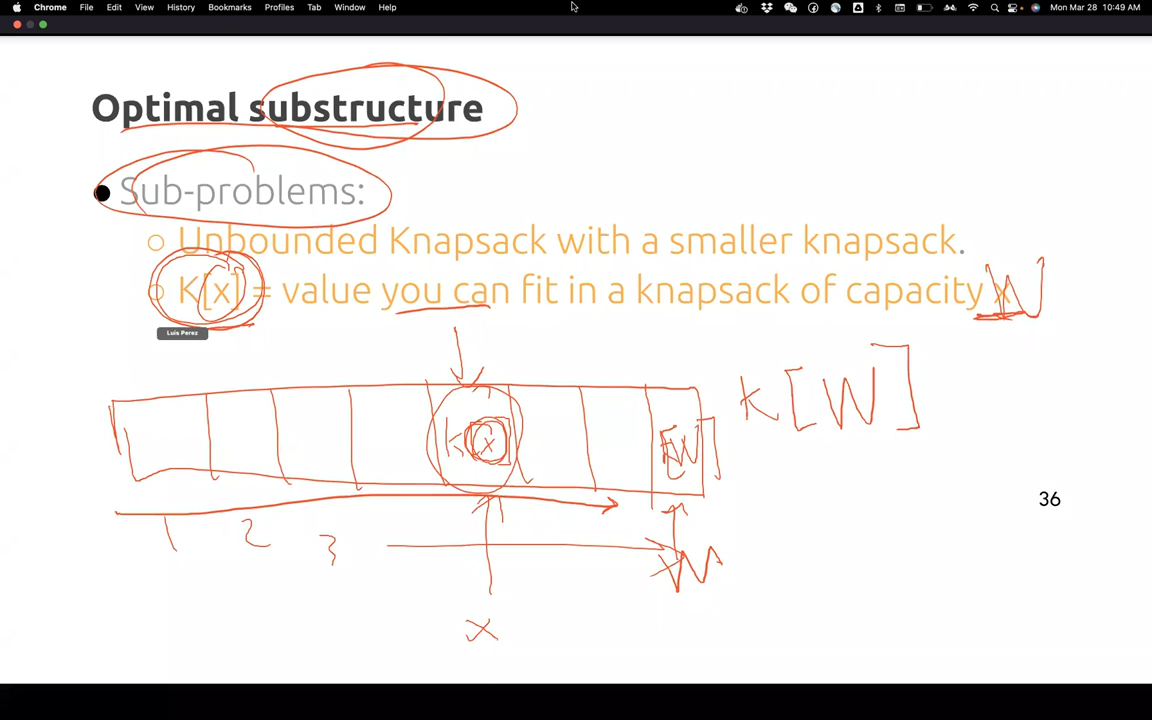 Chrome File Edit View History Bookmarks Profiles Tab Window Help Mon Mar 28 10:49 AM
Optimal substructure
Sub-problems:
Unbounded Knapsack with a smaller knapsack.
K[x] = value you can fit in a knapsack of capacity x W
Luis Perez
K[W]
K[x] [W]
36
1 2 3 W
x